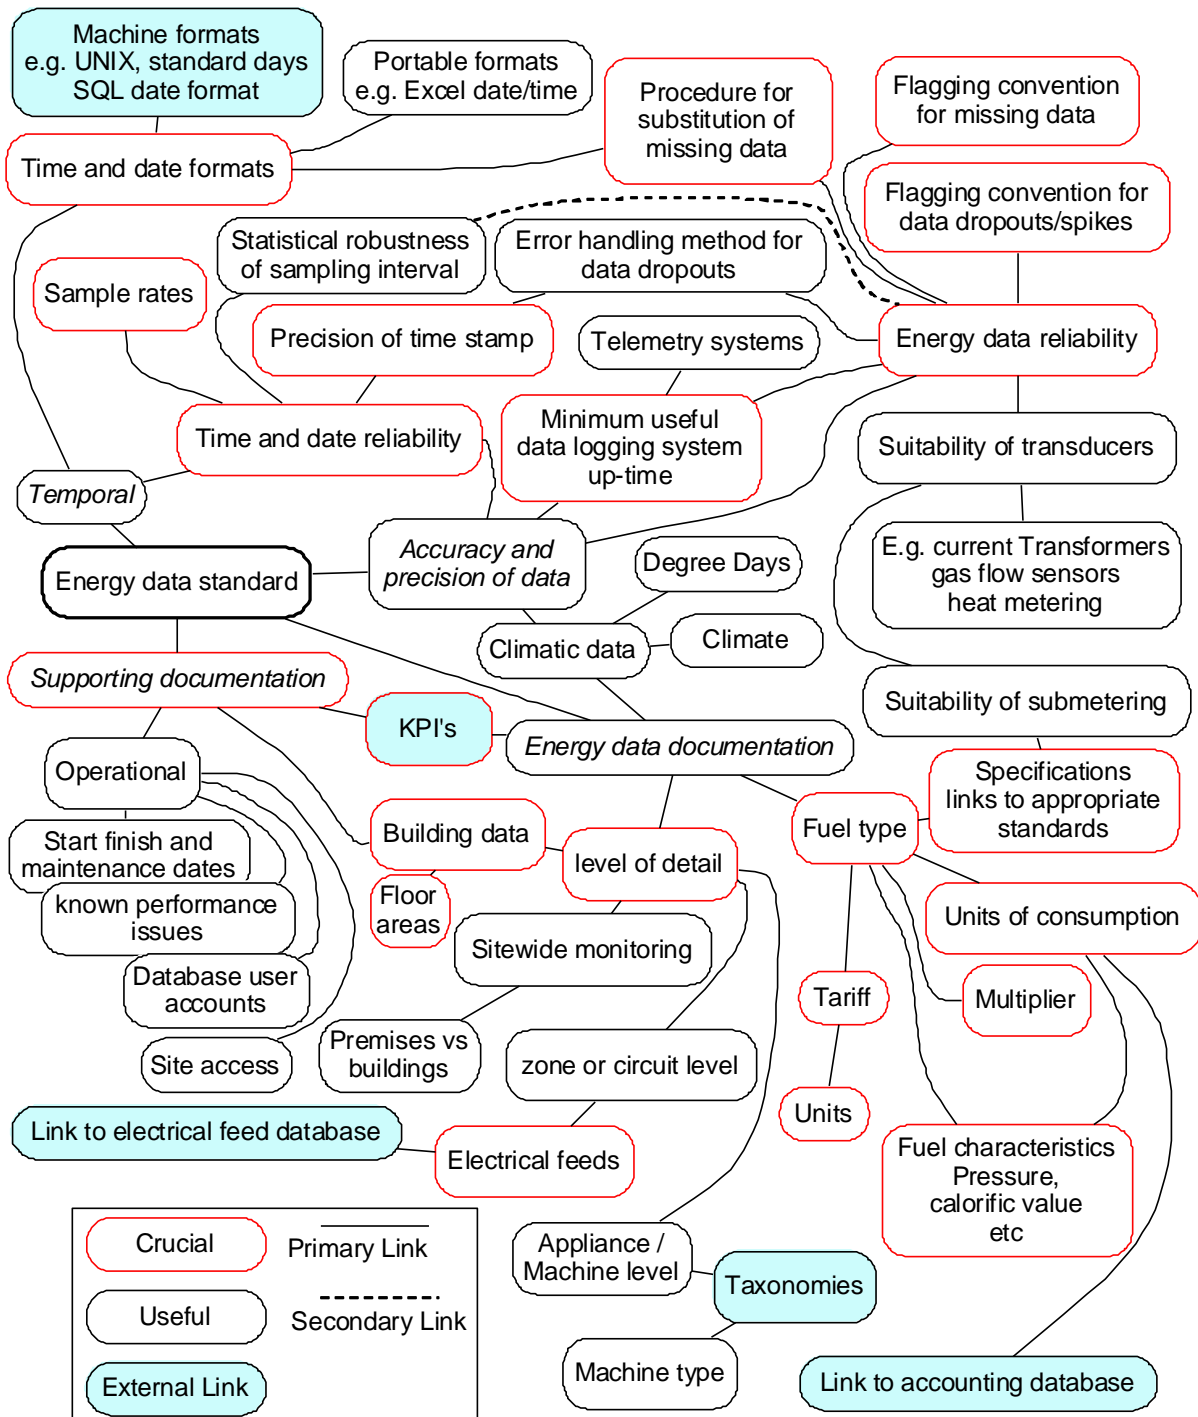 Machine formats
e.g. UNIX, standard days
SQL date format
Portable formats
e.g. Excel date/time
Procedure for
substitution of
missing data
Flagging convention
for missing data
Time and date formats
Flagging convention for
data dropouts/spikes
Statistical robustness
of sampling interval
Error handling method for
data dropouts
Sample rates
Precision of time stamp
Telemetry systems
Energy data reliability
Time and date reliability
Minimum useful
data logging system
up-time
Suitability of transducers
Temporal
Accuracy and
precision of data
E.g. current Transformers
gas flow sensors
heat metering
Energy data standard
Degree Days
Climatic data
Climate
Supporting documentation
Suitability of submetering
KPI's
Energy data documentation
Operational
Specifications
links to appropriate
standards
Building data
level of detail
Fuel type
Start finish and
maintenance dates
Floor
areas
known performance
issues
Units of consumption
Sitewide monitoring
Database user
accounts
Tariff
Multiplier
Site access
Premises vs
buildings
zone or circuit level
Units
Link to electrical feed database
Electrical feeds
Fuel characteristics
Pressure,
calorific value
etc
Crucial
Primary Link
Appliance /
Machine level
Taxonomies
Useful
Secondary Link
Machine type
External Link
Link to accounting database